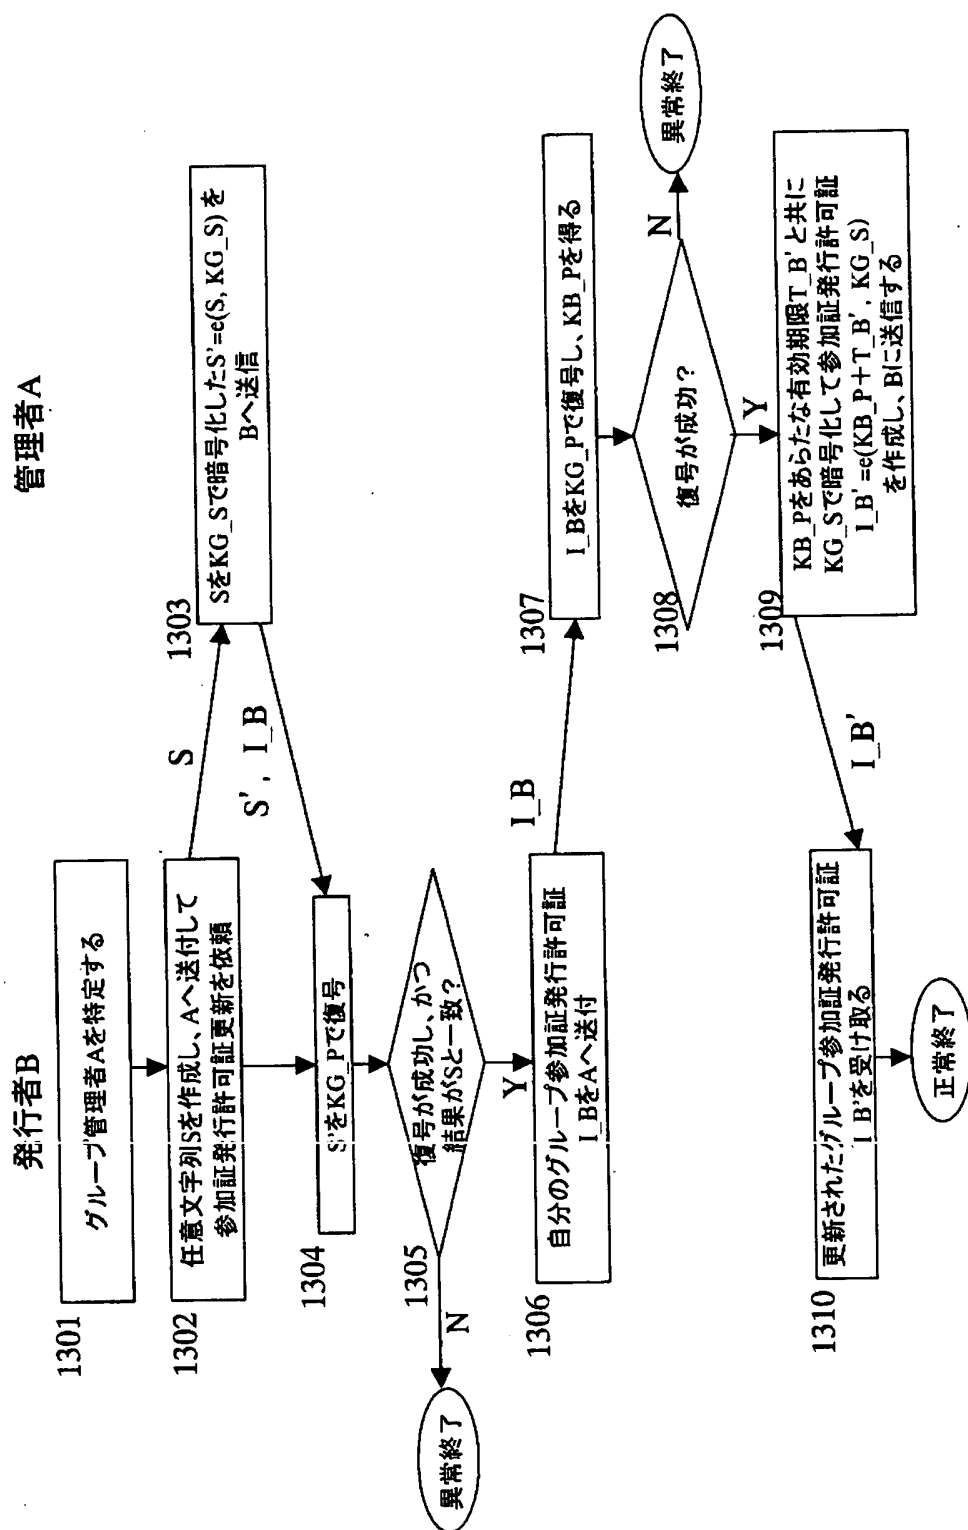 発行者B
管理者A
1301
グループ管理者Aを特定する
1302
任意文字列Sを作成し、Aへ送付して
参加証発行許可証更新を依頼
S
1303
SをKG_Sで暗号化したS'=e(S, KG_S)を
Bへ送信
S', I_B
1304
S'をKG_Pで復号
1305
復号が成功し、かつ
結果がSと一致?
N
異常終了
Y
1306
自分のグループ参加証発行許可証
I_BをAへ送付
I_B
1307
I_BをKG_Pで復号し、KB_Pを得る
1308
復号が成功?
N
異常終了
Y
1309
KB_Pをあらたな有効期限T_B'と共に
KG_Sで暗号化して参加証発行許可証
I_B'=e(KB_P+T_B', KG_S)
を作成し、Bに送信する
I_B'
1310
更新されたグループ参加証発行許可証
I_B'を受け取る
正常終了